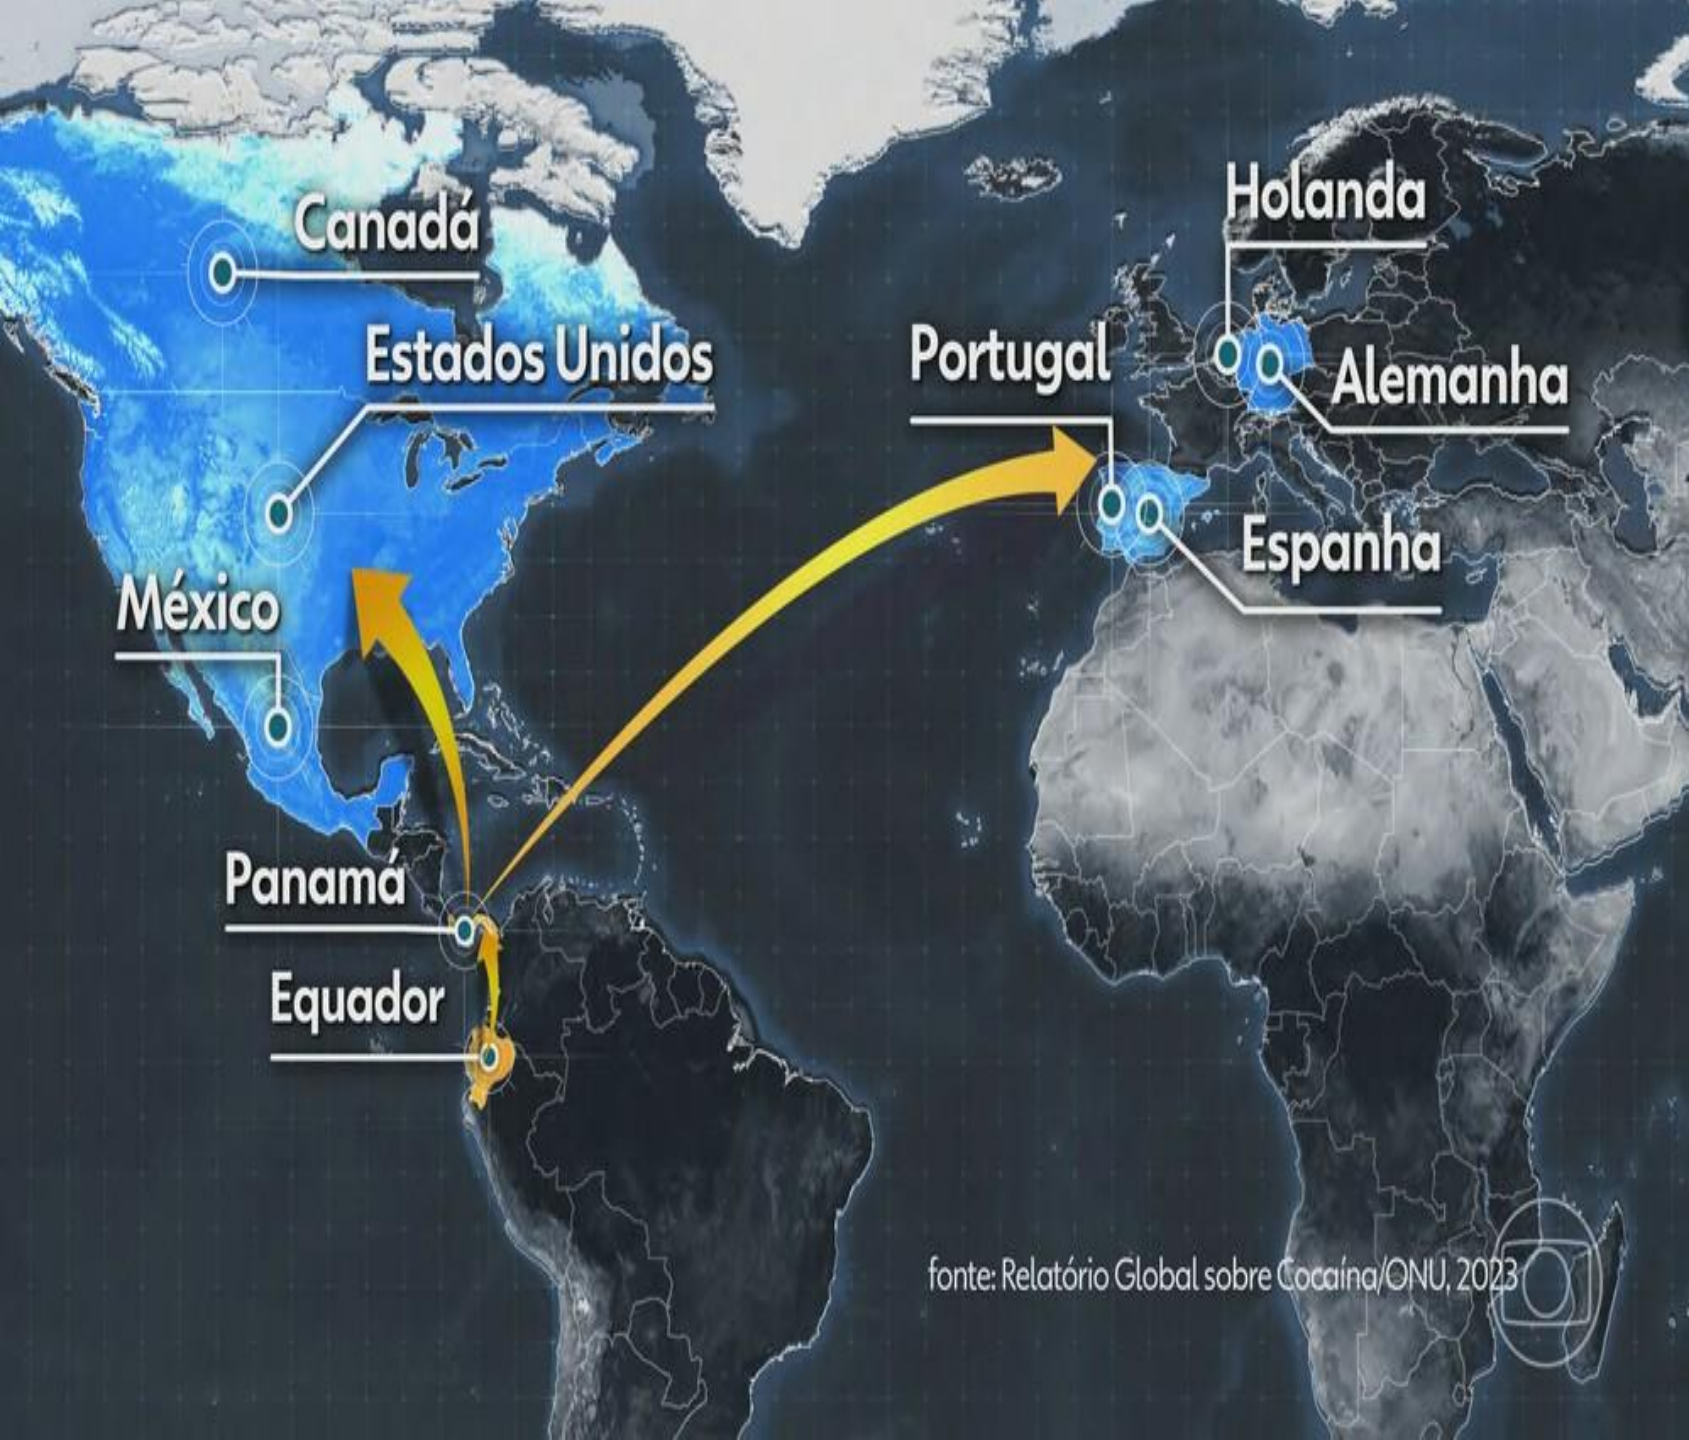 Holanda
Canadá
Estados Unidos
Portugal
Alemanha
Espanha
México
Panamá
Equador
fonte: Relatório Global sobre Cocaína/ONU, 2023